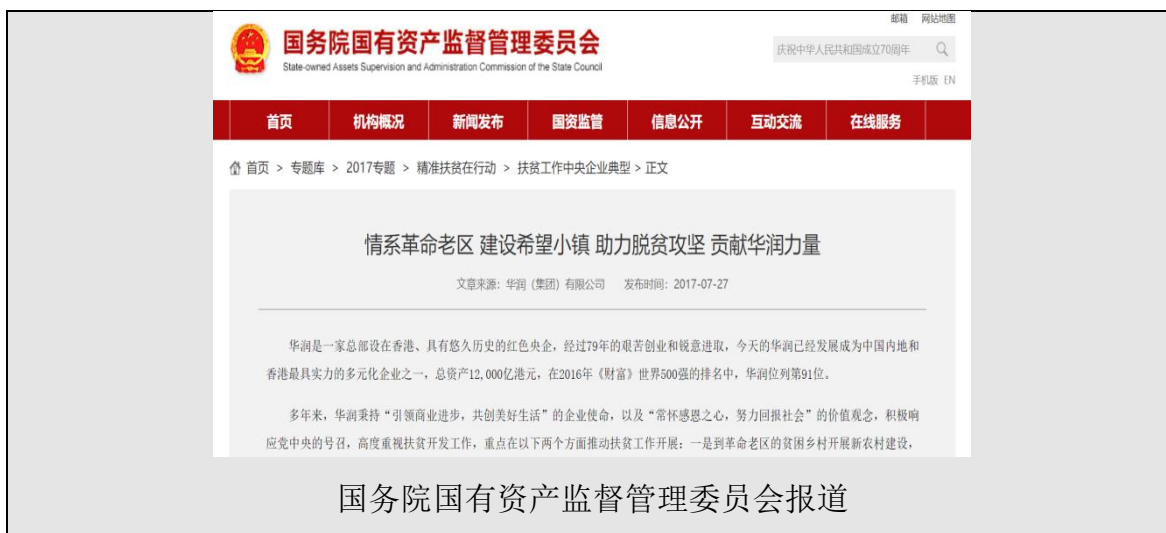 邮箱 网站地图
国务院国有资产监督管理委员会
State-owned Assets Supervision and Administration Commission of the State Council
庆祝中华人民共和国成立70周年
手机版 EN
首页 机构概况 新闻发布 国资监管 信息公开 互动交流 在线服务
首页 > 专题库 > 2017专题 > 精准扶贫在行动 > 扶贫工作中央企业典型 > 正文
情系革命老区 建设希望小镇 助力脱贫攻坚 贡献华润力量
文章来源：华润（集团）有限公司 发布时间：2017-07-27
华润是一家总部设在香港、具有悠久历史的红色央企，经过79年的艰苦创业和锐意进取，今天的华润已经发展成为中国内地和
香港最具实力的多元化企业之一，总资产12,000亿港元，在2016年《财富》世界500强的排名中，华润位列第91位。
多年来，华润秉持“引领商业进步，共创美好生活”的企业使命，以及“常怀感恩之心，努力回报社会”的价值观念，积极响
应党中央的号召，高度重视扶贫开发工作，重点在以下两个方面推动扶贫工作开展：一是到革命老区的贫困乡村开展新农村建设，
国务院国有资产监督管理委员会报道